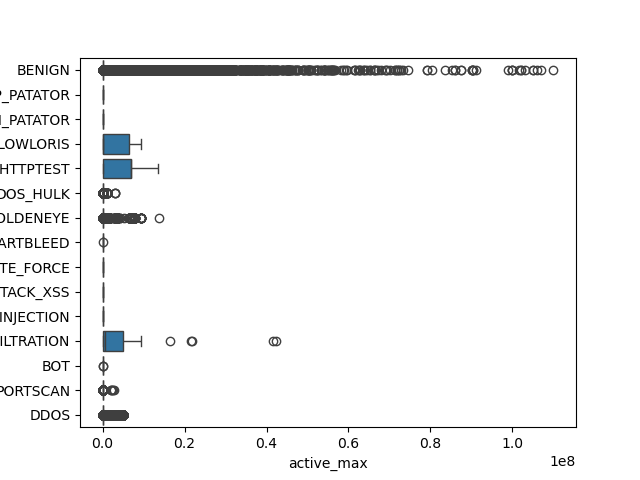 BENIGN
P_PATATOR
H_PATATOR
LOWLORIS
HTTPTEST
DOS_HULK
OLDENEYE
ARTBLEED
TE_FORCE
TACK_XSS
INJECTION
ILTRATION
BOT
PORTSCAN
DDOS
0.0 0.2 0.4 0.6 0.8 1.0
1e8
active_max